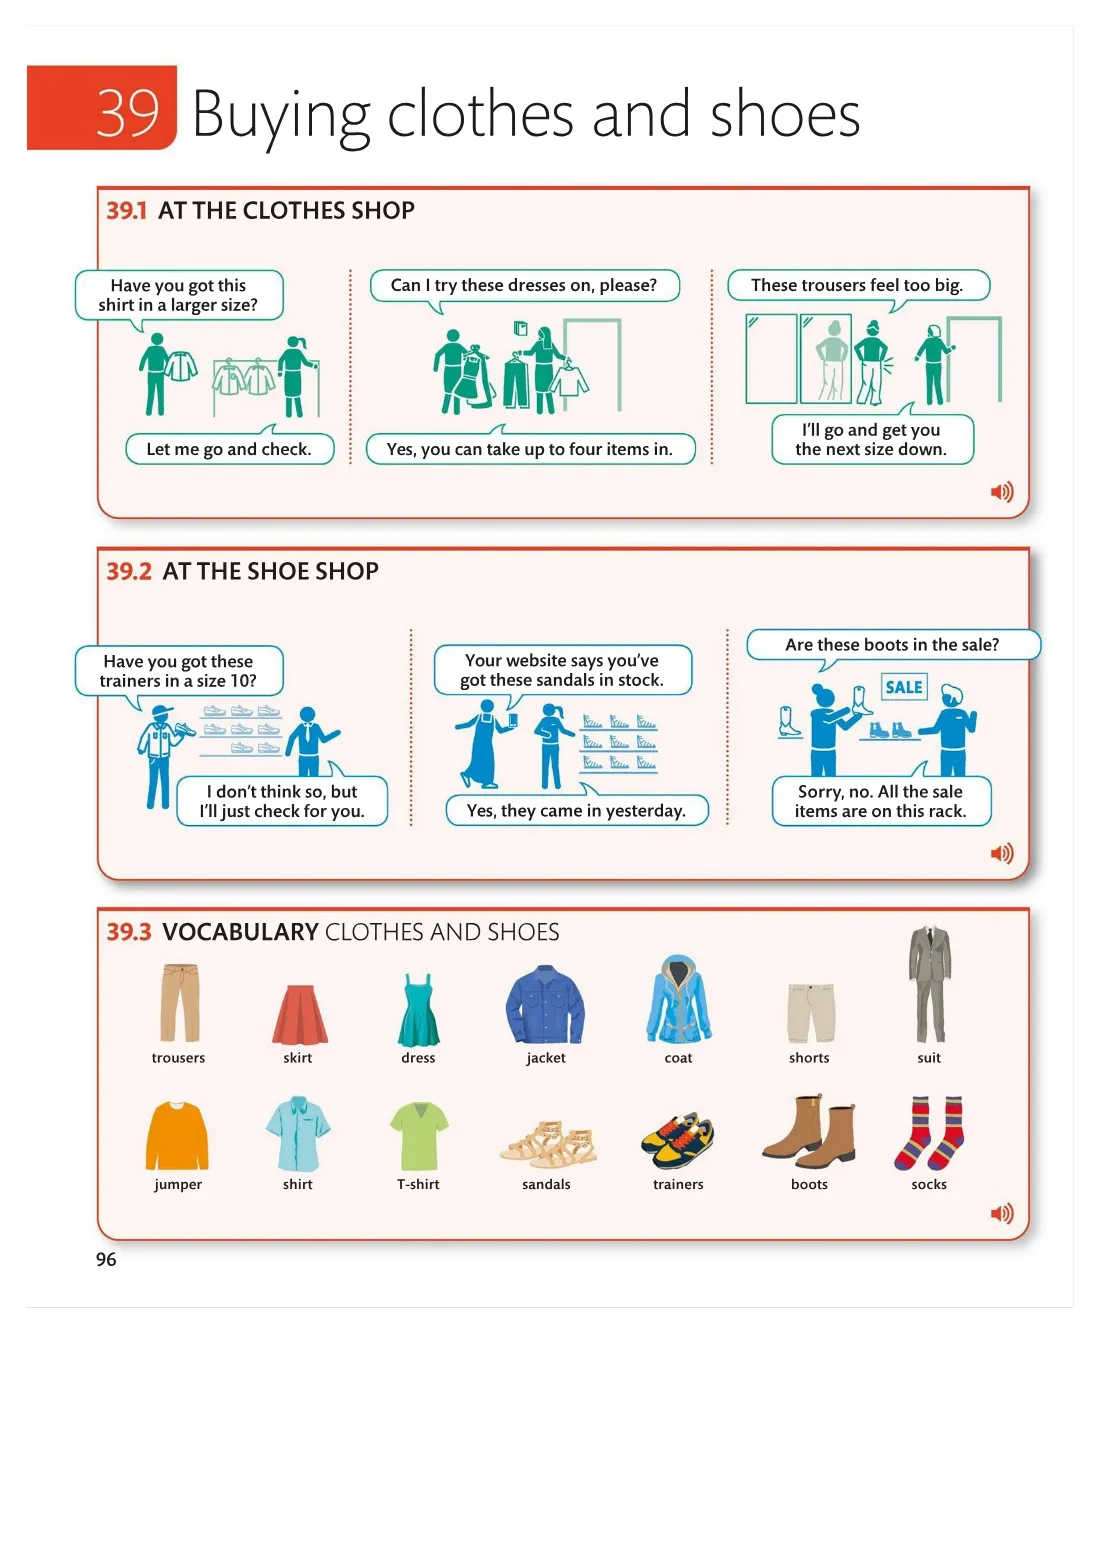 39 Buying clothes and shoes
39.1 AT THE CLOTHES SHOP
Have you got this
shirt in a larger size?
Let me go and check.
Can I try these dresses on, please?
Yes, you can take up to four items in.
These trousers feel too big.
I'll go and get you
the next size down.
39.2 AT THE SHOE SHOP
Have you got these
trainers in a size 10?
I don't think so, but
I'll just check for you.
Your website says you've
got these sandals in stock.
Yes, they came in yesterday.
Are these boots in the sale?
SALE
Sorry, no. All the sale
items are on this rack.
39.3 VOCABULARY CLOTHES AND SHOES
trousers
skirt
dress
jacket
coat
shorts
suit
jumper
shirt
T-shirt
sandals
trainers
boots
socks
96